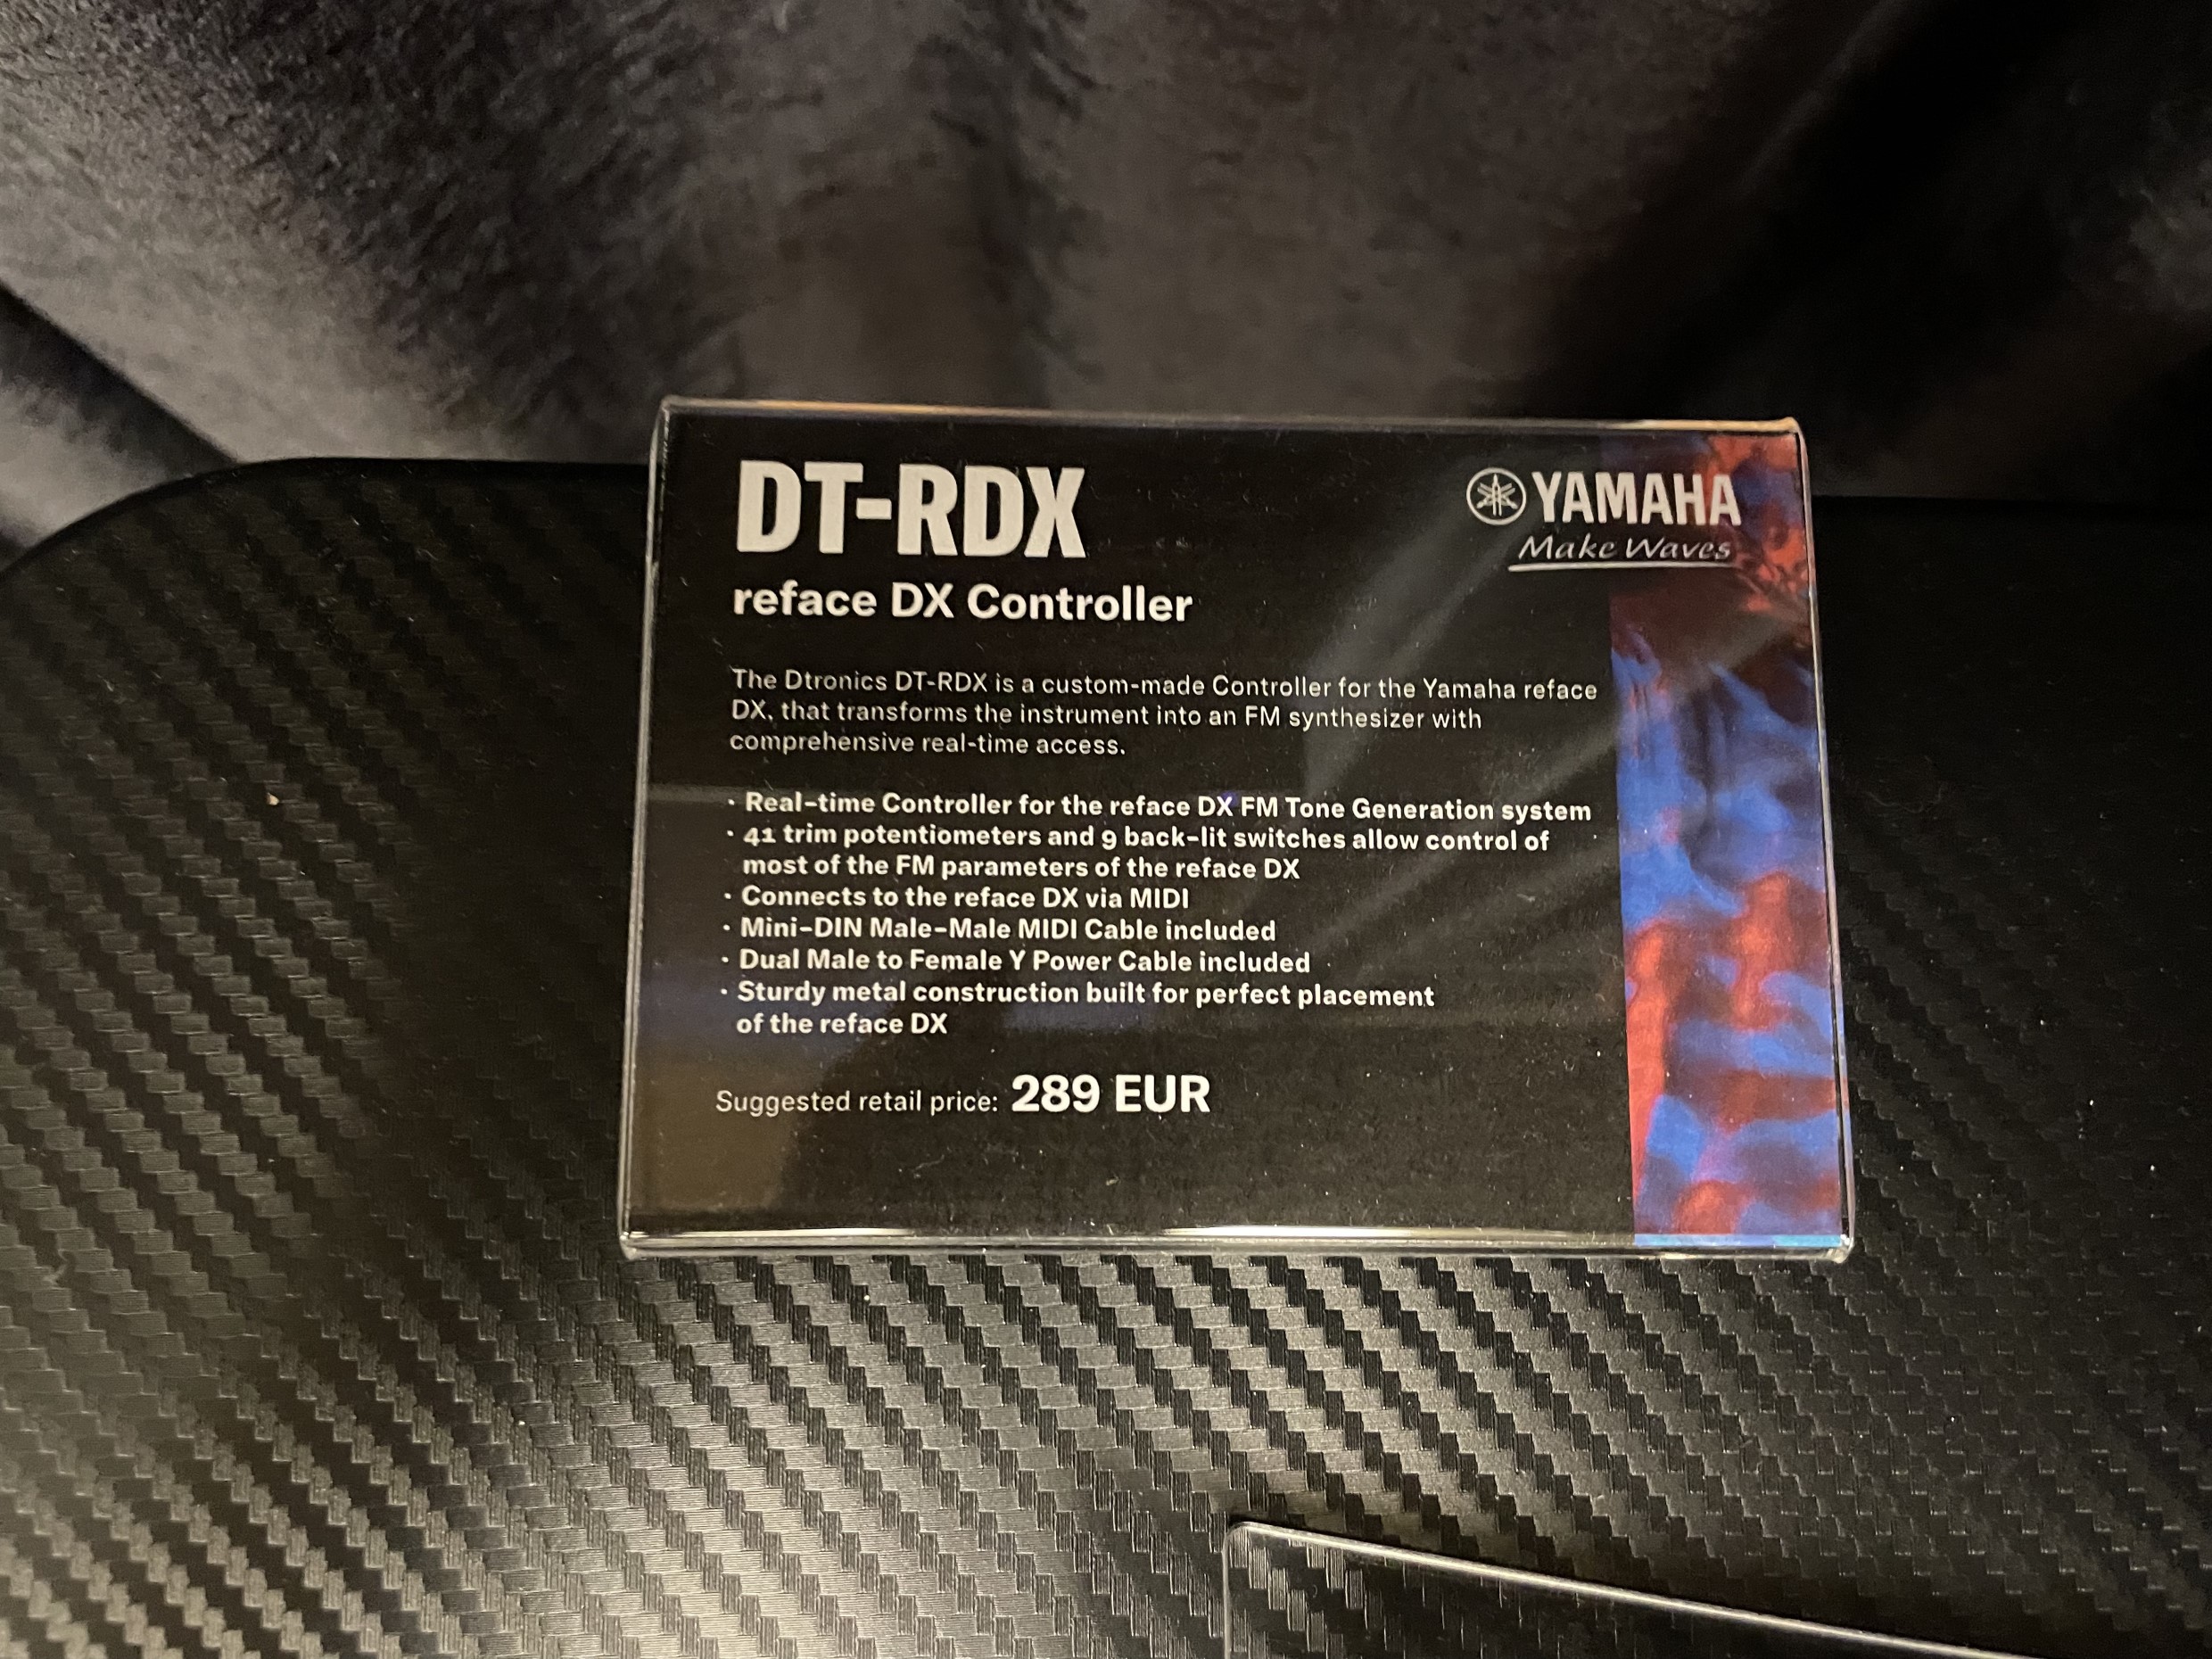 DT-RDX
YAMAHA
Make Waves
reface DX Controller
The Dtronics DT-RDX is a custom-made Controller for the Yamaha reface
DX, that transforms the instrument into an FM synthesizer with
comprehensive real-time access.
· Real-time Controller for the reface DX FM Tone Generation system
· 41 trim potentiometers and 9 back-lit switches allow control of
most of the FM parameters of the reface DX
· Connects to the reface DX via MIDI
· Mini-DIN Male-Male MIDI Cable included
· Dual Male to Female Y Power Cable included
· Sturdy metal construction built for perfect placement
of the reface DX
Suggested retail price: 289 EUR